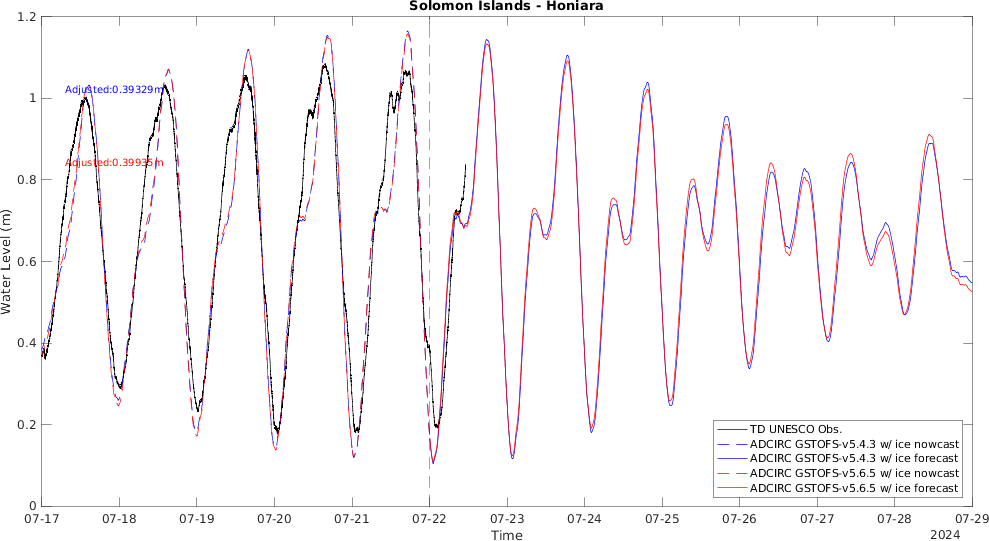 Solomon Islands - Honiara
1.2
1
0.8
0.6
0.4
0.2
0
Water Level (m)
Adjusted:0.39329m
Adjusted:0.39935m
TD UNESCO Obs.
ADCIRC GSTOFS-v5.4.3 w/ ice nowcast
ADCIRC GSTOFS-v5.4.3 w/ ice forecast
ADCIRC GSTOFS-v5.6.5 w/ ice nowcast
ADCIRC GSTOFS-v5.6.5 w/ ice forecast
07-17 07-18 07-19 07-20 07-21 07-22 07-23 07-24 07-25 07-26 07-27 07-28 07-29
Time
2024